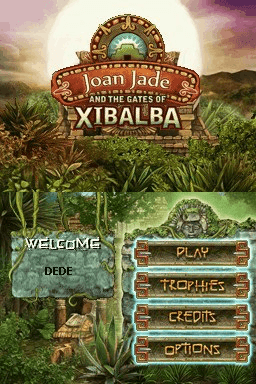 Joan Jade
AND THE GATES OF
XIBALBA
WELCOME
DEDE
PLAY
TROPHIES
CREDITS
OPTIONS